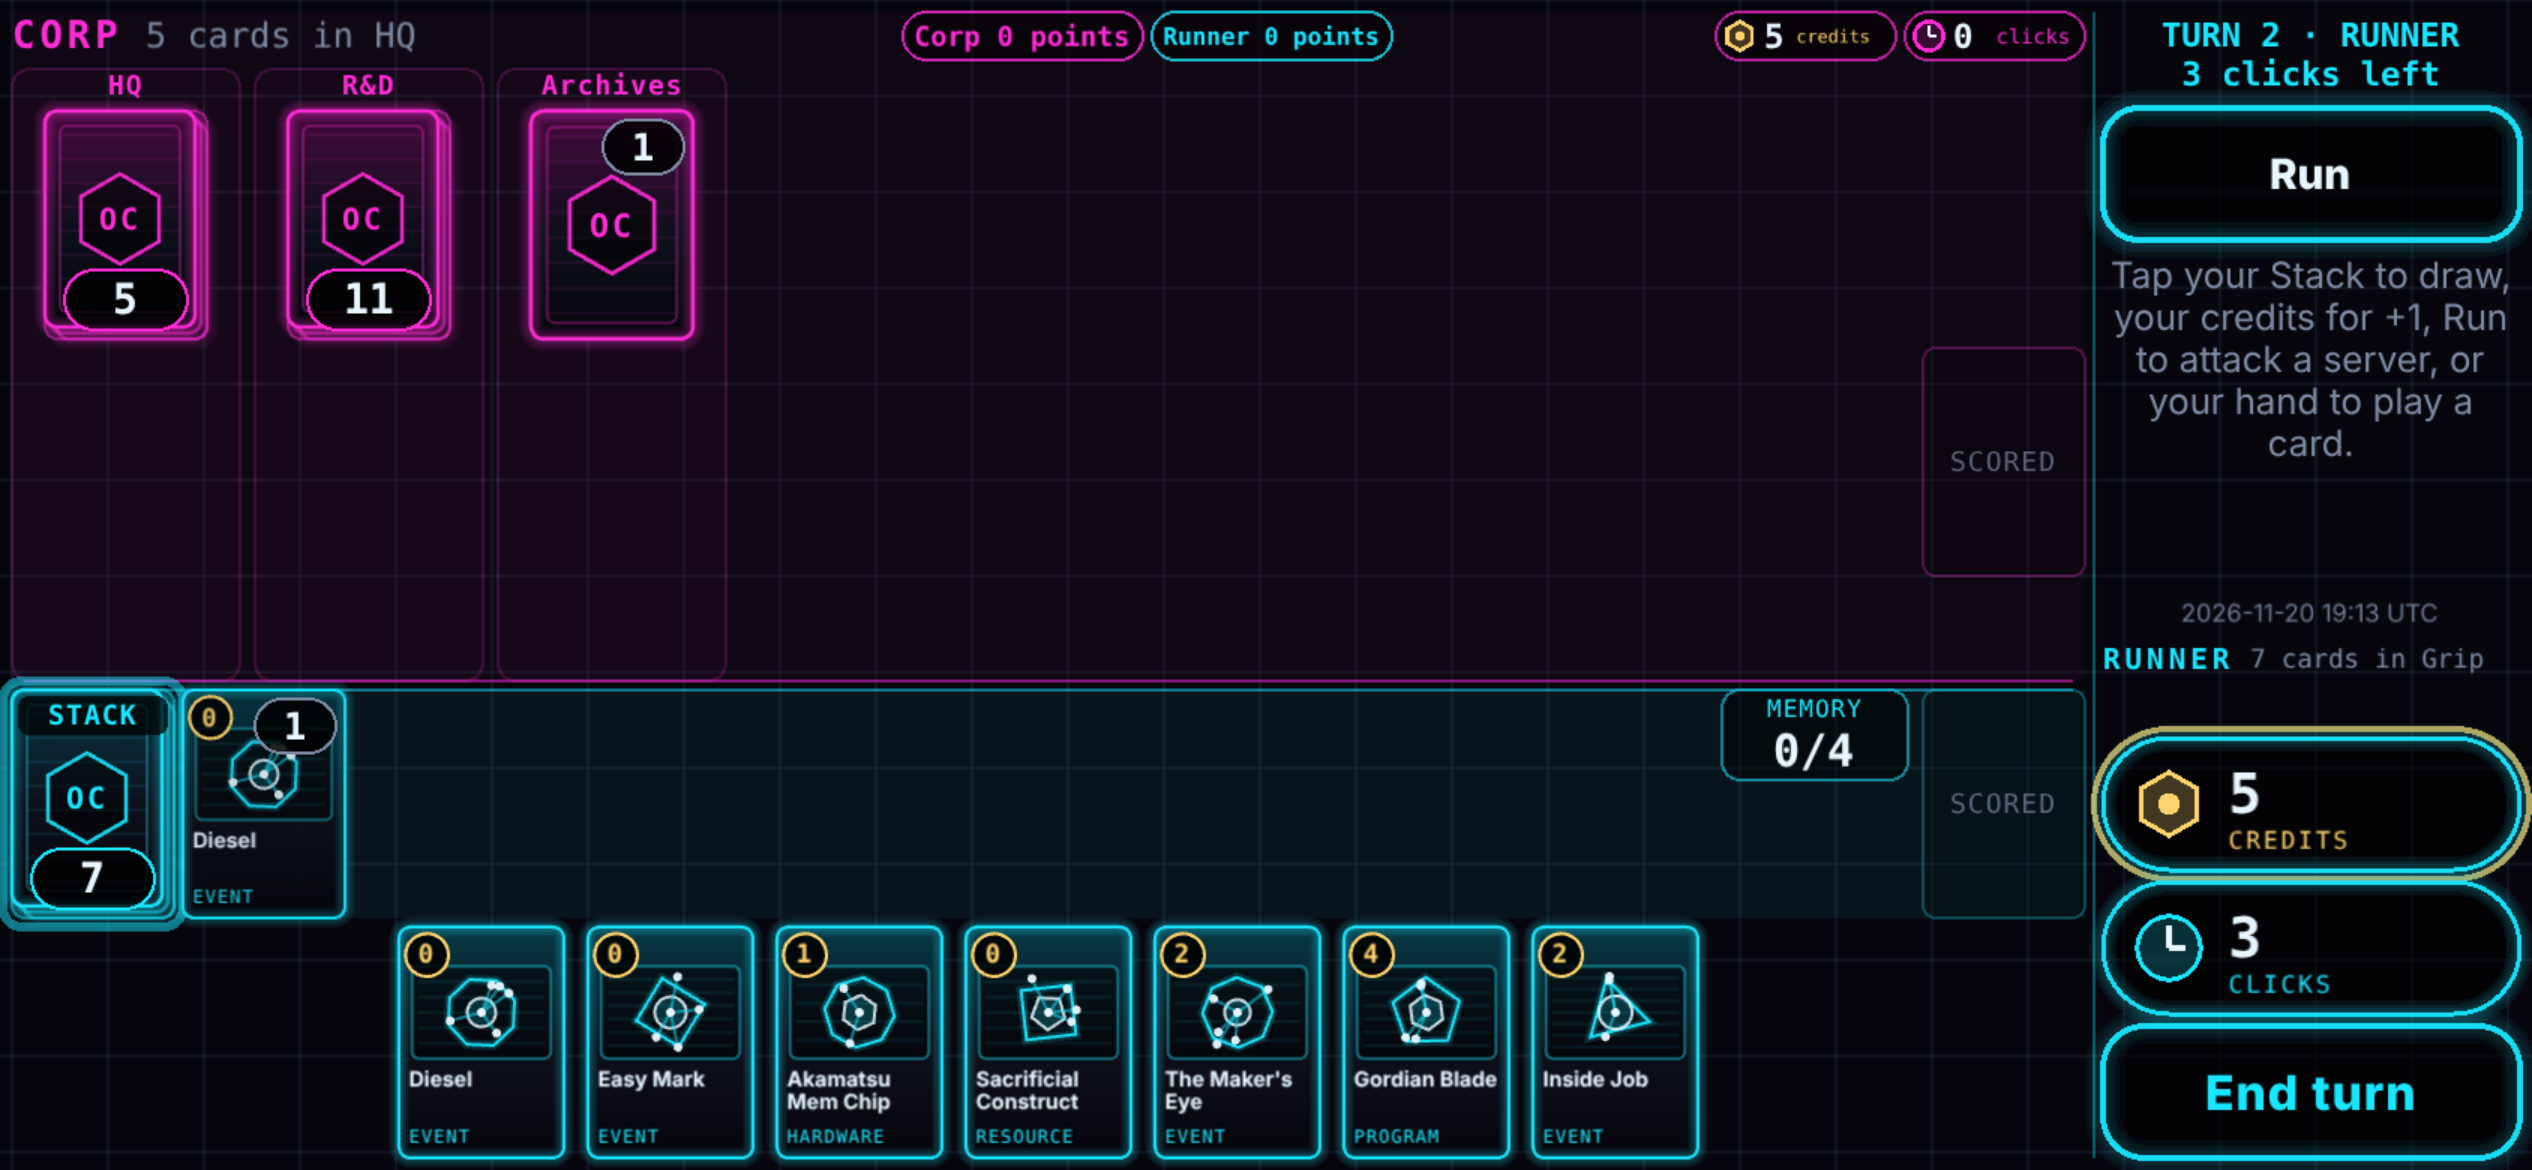 CORP 5 cards in HQ
Corp 0 points
Runner 0 points
5 credits
0 clicks
HQ
OC
5
R&D
OC
11
Archives
1
OC
SCORED
TURN 2 · RUNNER
3 clicks left
Run
Tap your Stack to draw,
your credits for +1, Run
to attack a server, or
your hand to play a
card.
2026-11-20 19:13 UTC
RUNNER 7 cards in Grip
STACK
OC
7
0
1
Diesel
EVENT
MEMORY
0/4
SCORED
5
CREDITS
3
CLICKS
End turn
0
Diesel
EVENT
0
Easy Mark
EVENT
1
Akamatsu
Mem Chip
HARDWARE
0
Sacrificial
Construct
RESOURCE
2
The Maker's
Eye
EVENT
4
Gordian Blade
PROGRAM
2
Inside Job
EVENT